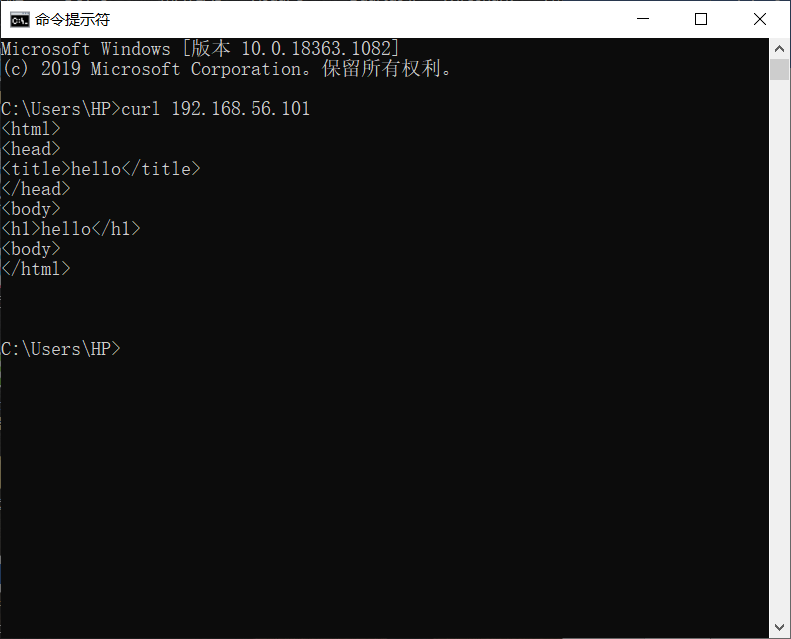 命令提示符
Microsoft Windows [版本 10.0.18363.1082]
(c) 2019 Microsoft Corporation。保留所有权利。
C:\Users\HP>curl 192.168.56.101
<html>
<head>
<title>hello</title>
</head>
<body>
<h1>hello</h1>
<body>
</html>
C:\Users\HP>